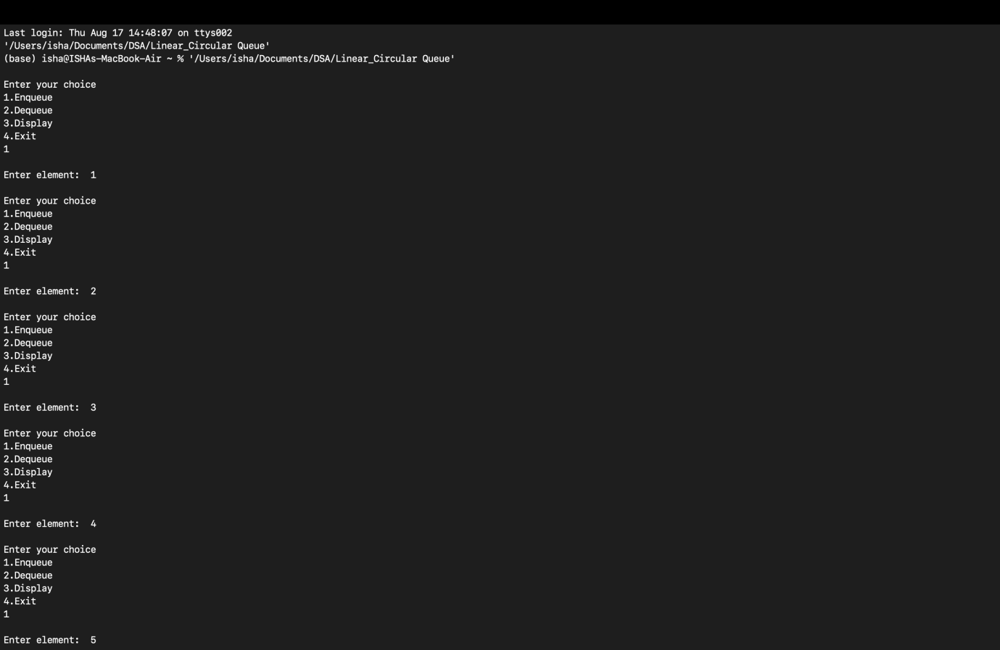 Last login: Thu Aug 17 14:48:07 on ttys002
'/Users/isha/Documents/DSA/Linear_Circular Queue'
(base) isha@ISHAs-MacBook-Air ~ % '/Users/isha/Documents/DSA/Linear_Circular Queue'
Enter your choice
1.Enqueue
2.Dequeue
3.Display
4.Exit
1
Enter element:  1
Enter your choice
1.Enqueue
2.Dequeue
3.Display
4.Exit
1
Enter element:  2
Enter your choice
1.Enqueue
2.Dequeue
3.Display
4.Exit
1
Enter element:  3
Enter your choice
1.Enqueue
2.Dequeue
3.Display
4.Exit
1
Enter element:  4
Enter your choice
1.Enqueue
2.Dequeue
3.Display
4.Exit
1
Enter element:  5